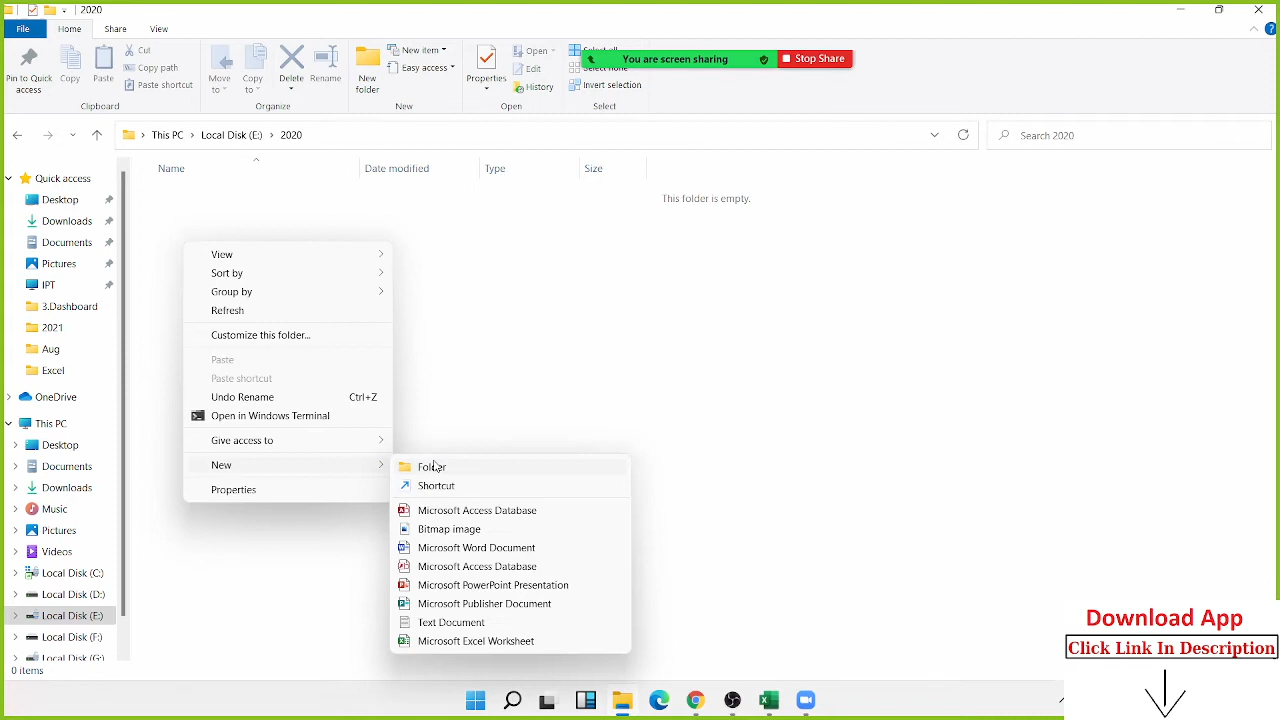 2020
File
Home
Share
View
Pin to Quick access
Copy
Paste
Cut
Copy path
Paste shortcut
Clipboard
Move to
Copy to
Delete
Rename
Organize
New folder
New item
Easy access
New
Properties
Open
Edit
History
Open
Select all
Select none
Invert selection
Select
You are screen sharing
Stop Share
This PC
Local Disk (E:)
2020
Search 2020
Name
Date modified
Type
Size
This folder is empty.
Quick access
Desktop
Downloads
Documents
Pictures
IPT
3.Dashboard
2021
Aug
Excel
OneDrive
This PC
Desktop
Documents
Downloads
Music
Pictures
Videos
Local Disk (C:)
Local Disk (D:)
Local Disk (E:)
Local Disk (F:)
Local Disk (G:)
0 items
View
Sort by
Group by
Refresh
Customize this folder...
Paste
Paste shortcut
Undo Rename Ctrl+Z
Open in Windows Terminal
Give access to
New
Properties
Folder
Shortcut
Microsoft Access Database
Bitmap image
Microsoft Word Document
Microsoft Access Database
Microsoft PowerPoint Presentation
Microsoft Publisher Document
Text Document
Microsoft Excel Worksheet
Download App
Click Link In Description